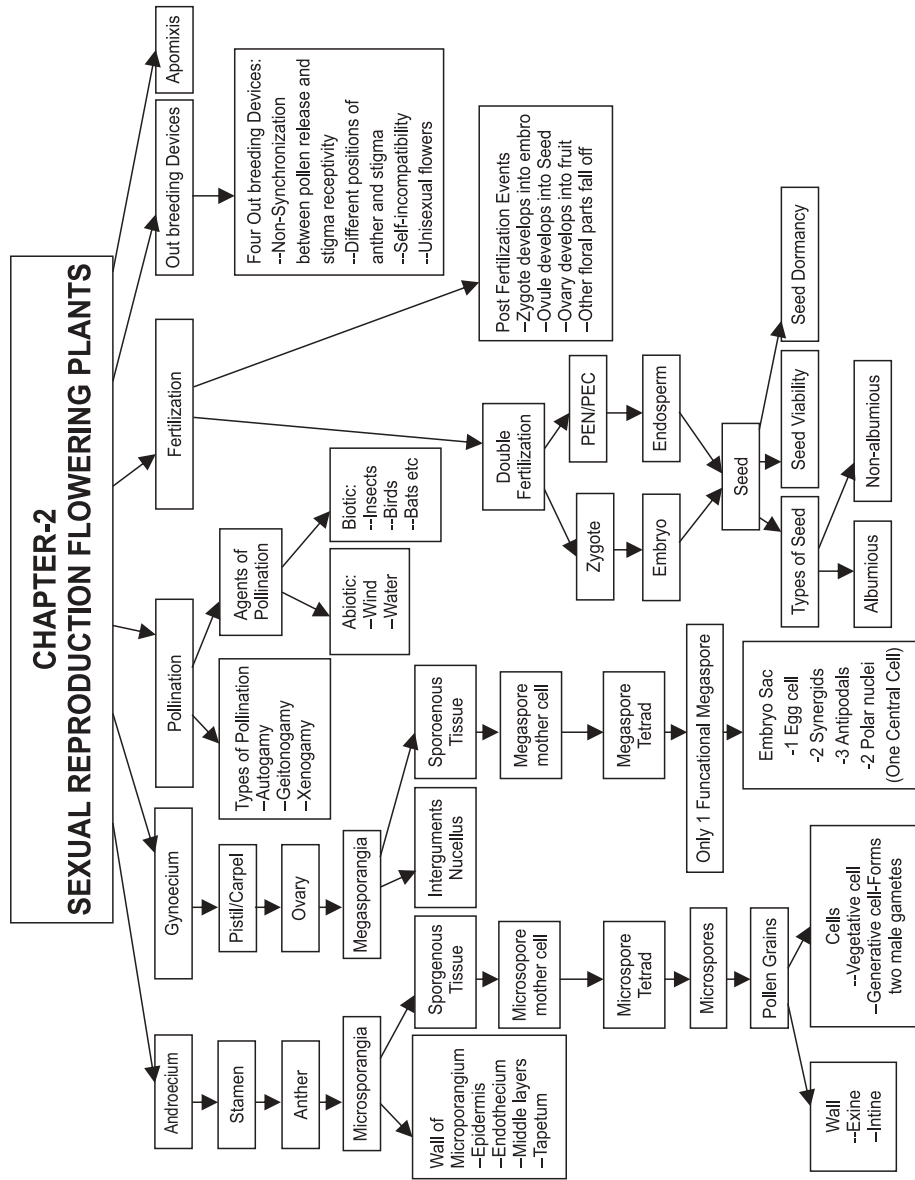 CHAPTER-2
SEXUAL REPRODUCTION FLOWERING PLANTS
Androecium
Stamen
Anther
Microsporangia
Wall of
Microporangium
–Epidermis
–Endothecium
–Middle layers
–Tapetum
Sporgenous
Tissue
Microsopore
mother cell
Microspore
Tetrad
Microspores
Pollen Grains
Wall
--Exine
–Intine
Cells
--Vegetative cell
–Generative cell-Forms
two male gametes
Gynoecium
Pistil/Carpel
Ovary
Megasporangia
Interguments
Nucellus
Sporoenous
Tissue
Megaspore
mother cell
Megaspore
Tetrad
Only 1 Funcational Megaspore
Embryo Sac
-1 Egg cell
-2 Synergids
-3 Antipodals
-2 Polar nuclei
(One Central Cell)
Pollination
Types of Pollination
–Autogamy
–Geitonogamy
–Xenogamy
Agents of
Pollination
Abiotic:
–Wind
–Water
Biotic:
--Insects
--Birds
--Bats etc
Fertilization
Double
Fertilization
Zygote
Embryo
PEN/PEC
Endosperm
Seed
Types of Seed
Albumious
Non-albumious
Seed Viability
Seed Dormancy
Post Fertilization Events
–Zygote develops into embro
–Ovule develops into Seed
–Ovary develops into fruit
–Other floral parts fall off
Out breeding Devices
Four Out breeding Devices:
–Non-Synchronization
between pollen release and
stigma receptivity
--Different positions of
anther and stigma
--Self-incompatibility
--Unisexual flowers
Apomixis